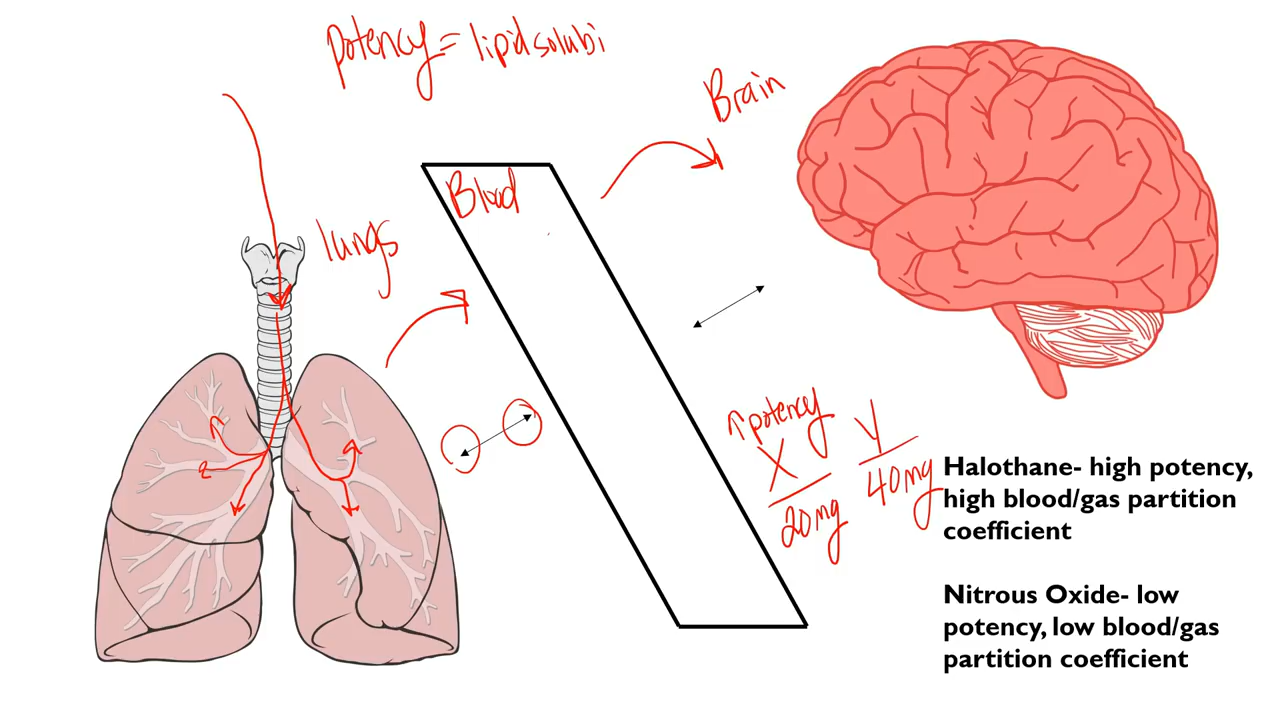 potency = lipid solubi
Brain
Blood
lungs
↑ potency
X
20mg
Y
40mg
Halothane- high potency,
high blood/gas partition
coefficient
Nitrous Oxide- low
potency, low blood/gas
partition coefficient